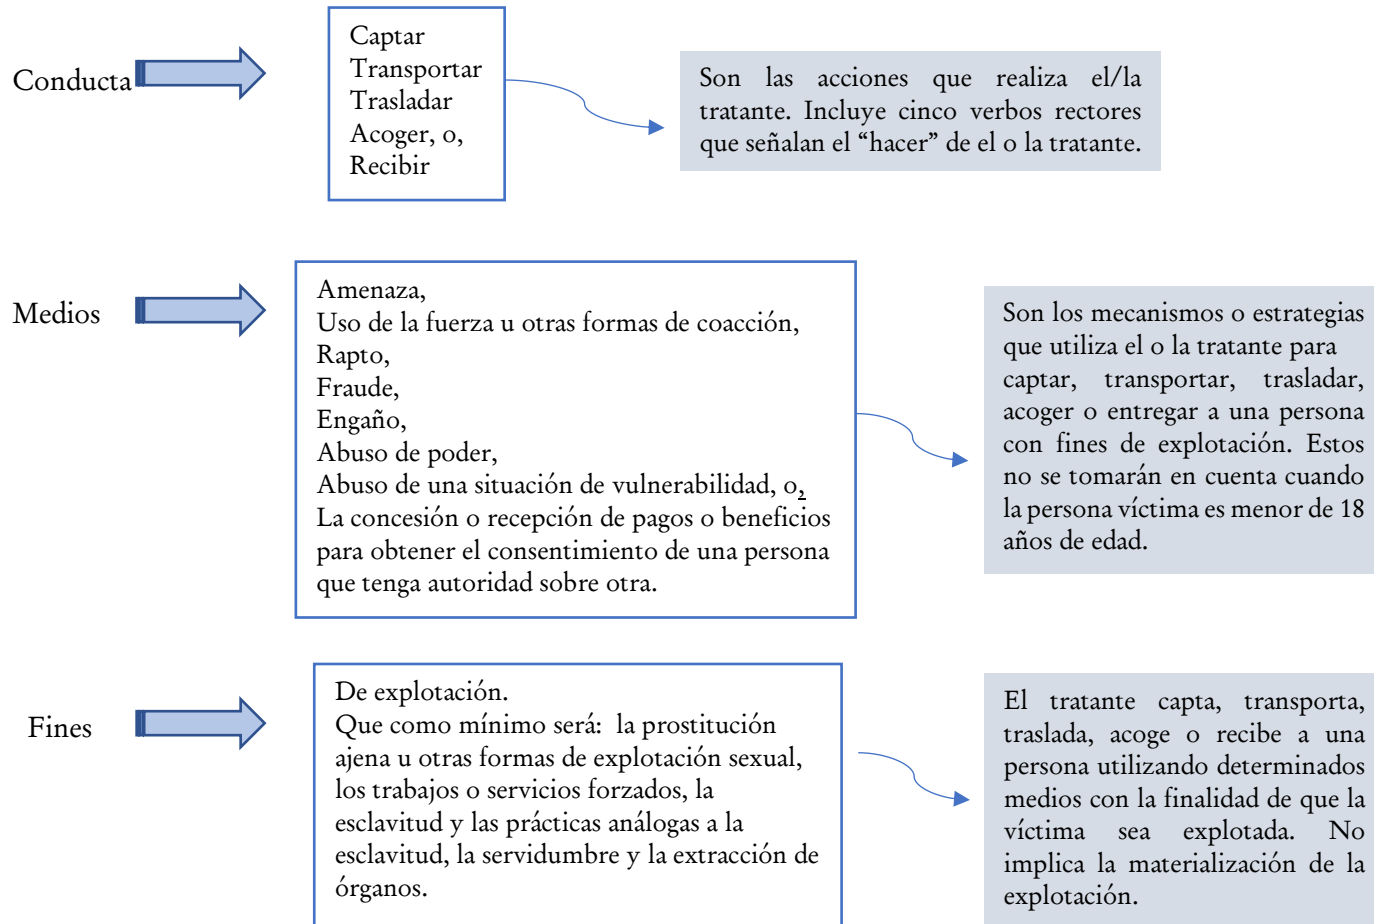 Conducta
Captar
Transportar
Trasladar
Acoger, o,
Recibir
Son las acciones que realiza el/la
tratante. Incluye cinco verbos rectores
que señalan el “hacer” de el o la tratante.
Medios
Amenaza,
Uso de la fuerza u otras formas de coacción,
Rapto,
Fraude,
Engaño,
Abuso de poder,
Abuso de una situación de vulnerabilidad, o,
La concesión o recepción de pagos o beneficios
para obtener el consentimiento de una persona
que tenga autoridad sobre otra.
Son los mecanismos o estrategias
que utiliza el o la tratante para
captar, transportar, trasladar,
acoger o entregar a una persona
con fines de explotación. Estos
no se tomarán en cuenta cuando
la persona víctima es menor de 18
años de edad.
Fines
De explotación.
Que como mínimo será: la prostitución
ajena u otras formas de explotación sexual,
los trabajos o servicios forzados, la
esclavitud y las prácticas análogas a la
esclavitud, la servidumbre y la extracción de
órganos.
El tratante capta, transporta,
traslada, acoge o recibe a una
persona utilizando determinados
medios con la finalidad de que la
víctima sea explotada. No
implica la materialización de la
explotación.